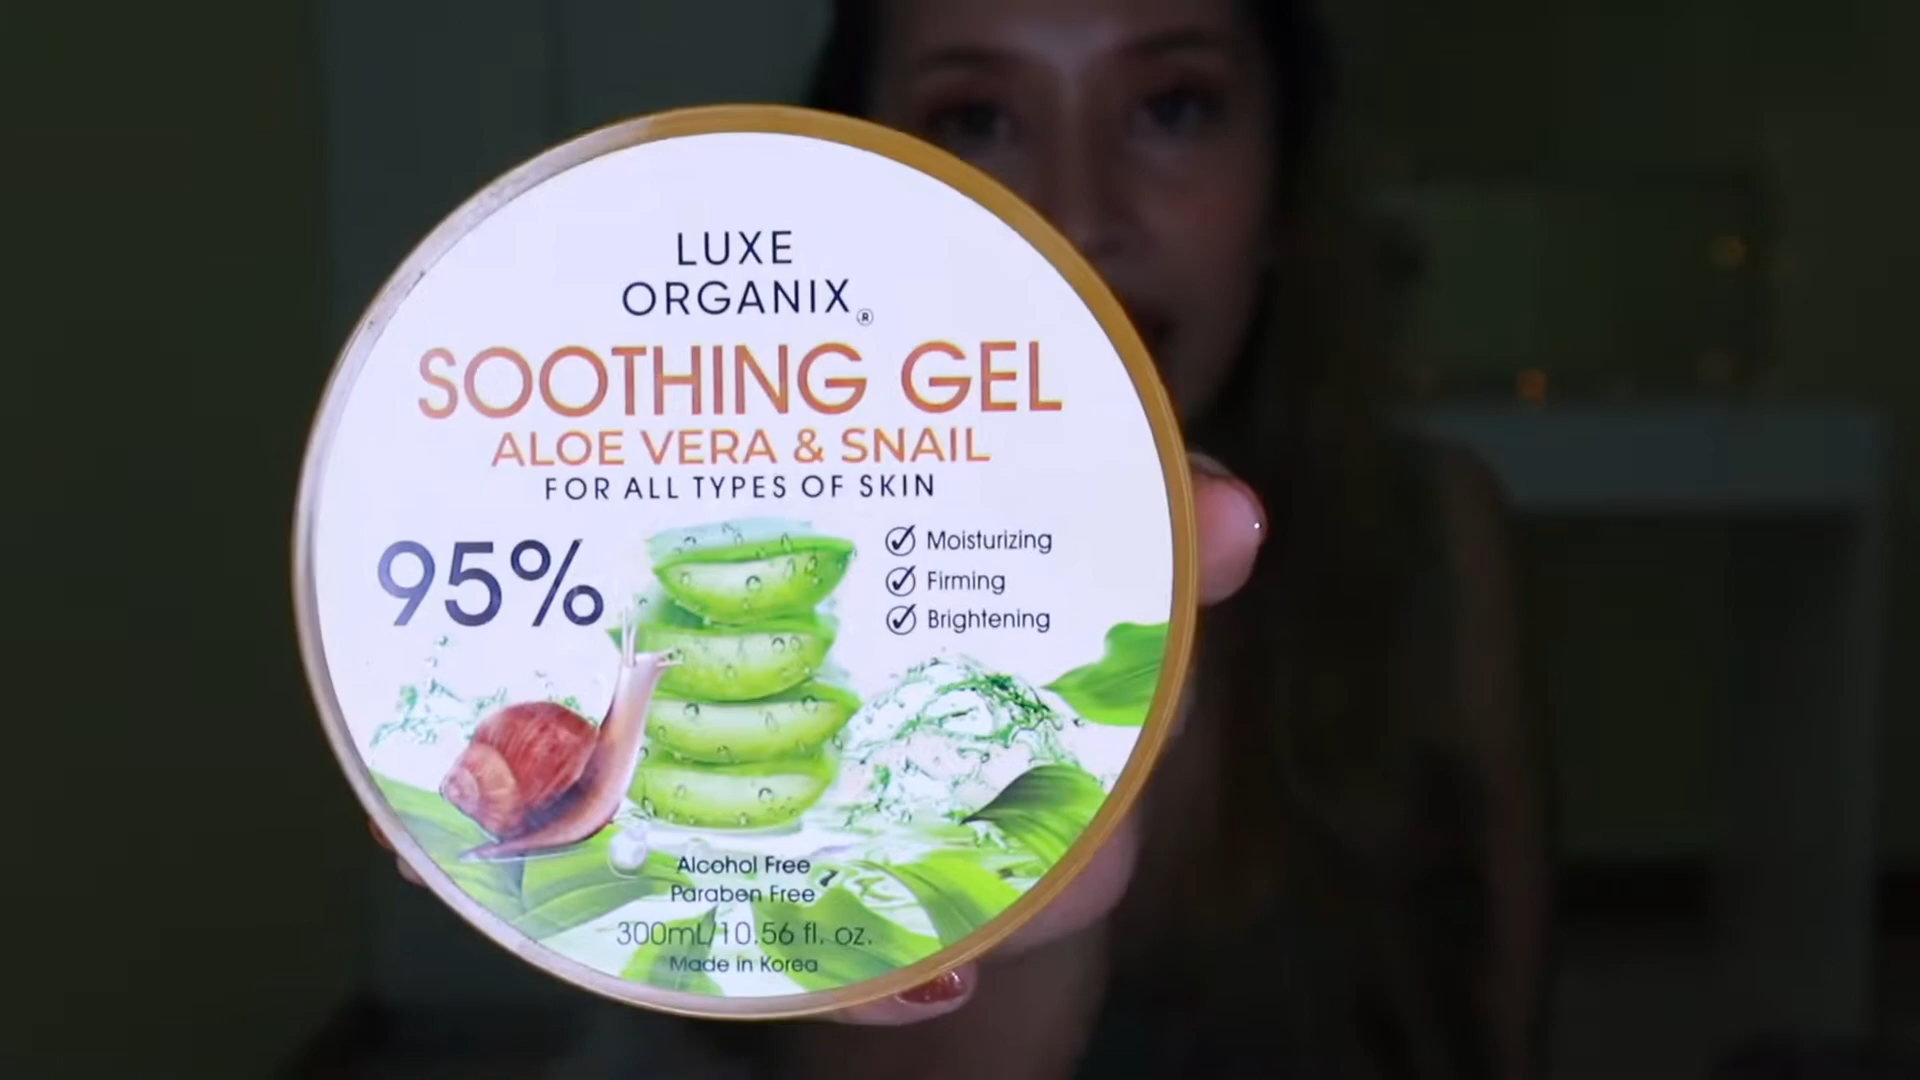 LUXE
ORGANIX®
SOOTHING GEL
ALOE VERA & SNAIL
FOR ALL TYPES OF SKIN
95%
Moisturizing
Firming
Brightening
Alcohol Free
Paraben Free
300mL/10.56 fl. oz.
Made in Korea